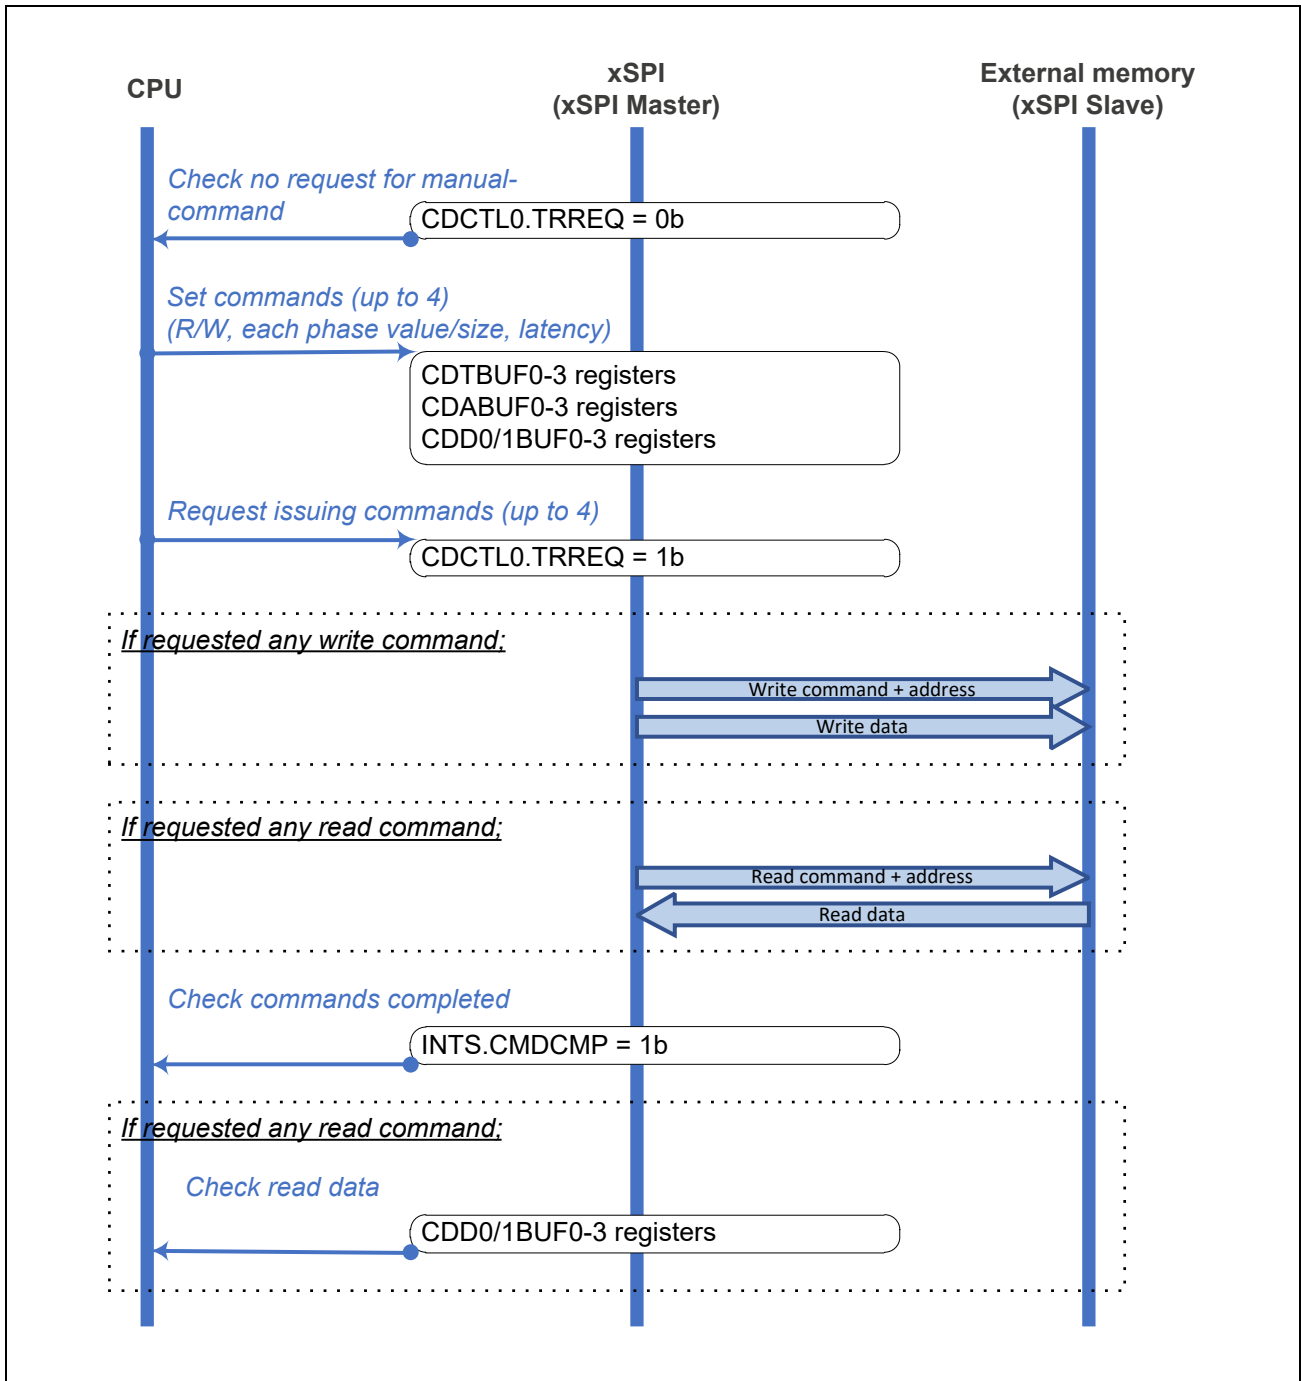 CPU
xSPI
(xSPI Master)
External memory
(xSPI Slave)
Check no request for manual-
command
CDCTL0.TRREQ = 0b
Set commands (up to 4)
(R/W, each phase value/size, latency)
CDTBUF0-3 registers
CDABUF0-3 registers
CDD0/1BUF0-3 registers
Request issuing commands (up to 4)
CDCTL0.TRREQ = 1b
If requested any write command;
Write command + address
Write data
If requested any read command;
Read command + address
Read data
Check commands completed
INTS.CMDCMP = 1b
If requested any read command;
Check read data
CDD0/1BUF0-3 registers